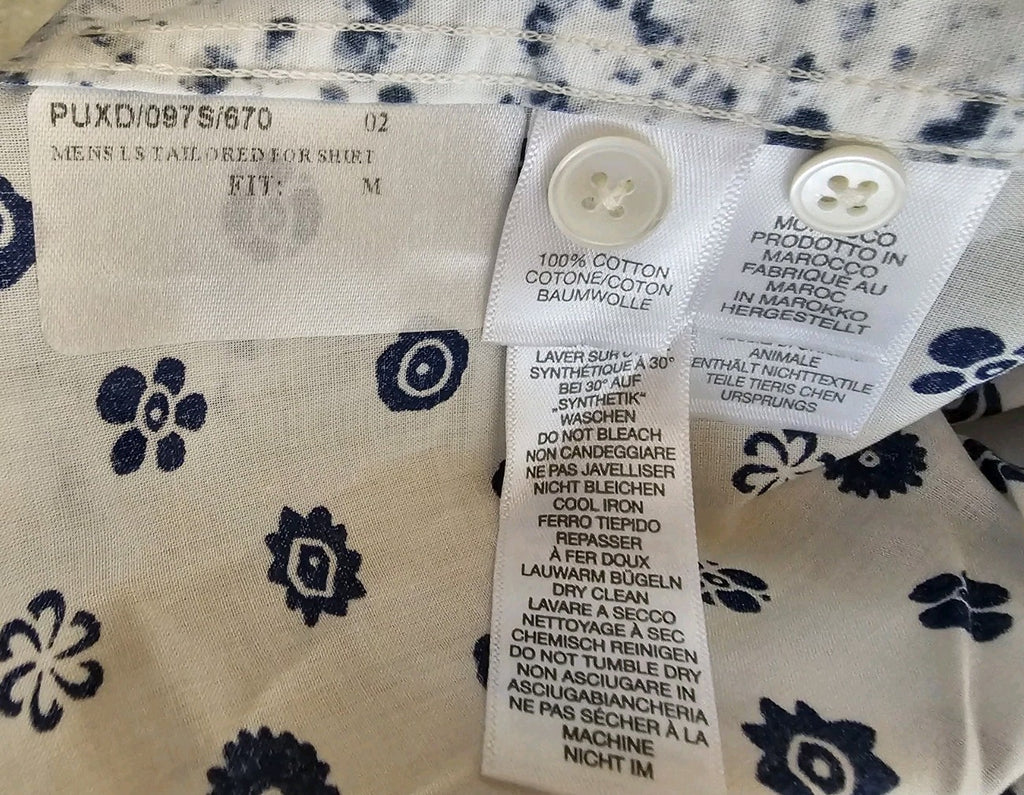 PUXD/097S/670 02
MENS LS TAILORED FOR SHIRT
FIT: M
100% COTTON
COTONE/COTON
BAUMWOLLE
LAVER SUR
SYNTHÉTIQUE À 30°
BEI 30° AUF
„SYNTHETIK“
WASCHEN
DO NOT BLEACH
NON CANDEGGIARE
NE PAS JAVELLISER
NICHT BLEICHEN
COOL IRON
FERRO TIEPIDO
REPASSER
À FER DOUX
LAUWARM BÜGELN
DRY CLEAN
LAVARE A SECCO
NETTOYAGE À SEC
CHEMISCH REINIGEN
DO NOT TUMBLE DRY
NON ASCIUGARE IN
ASCIUGABIANCHERIA
NE PAS SÉCHER À LA
MACHINE
NICHT IM
PRODOTTO IN
MAROCCO
FABRIQUÉ AU
MAROC
IN MAROKKO
HERGESTELLT
ANIMALE
ENTHÄLT NICHTTEXTILE
TEILE TIERIS CHEN
URSPRUNGS